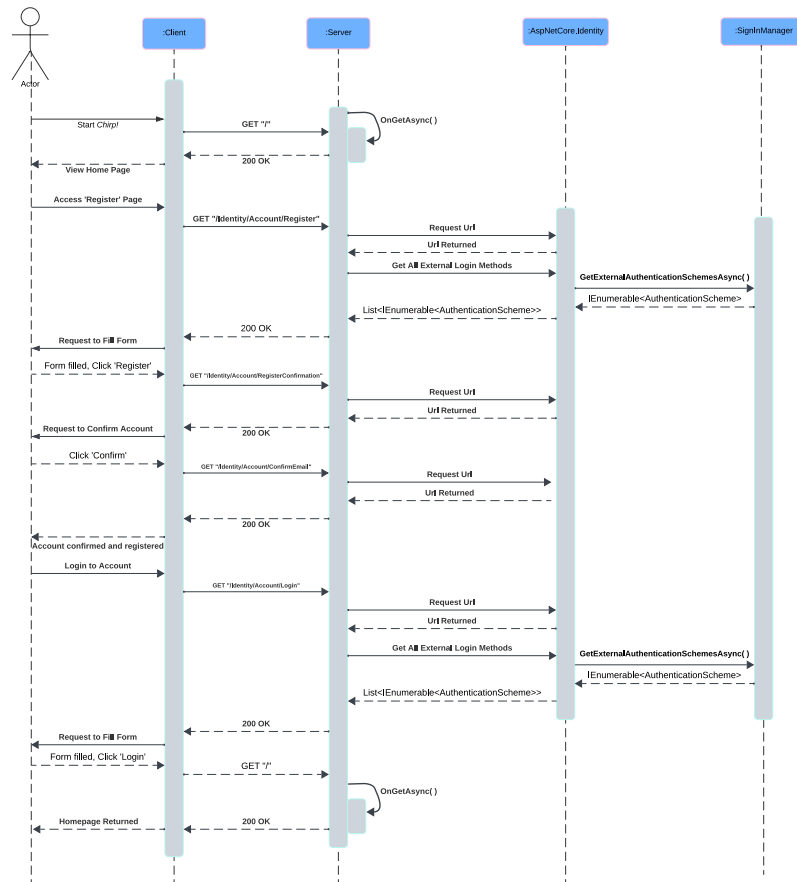 :Client
:Server
:AspNetCore.Identity
:SignInManager
Actor
Start Chirp!
GET "/"
OnGetAsync( )
200 OK
View Home Page
Access 'Register' Page
GET "/Identity/Account/Register"
Request Url
Url Returned
Get All External Login Methods
GetExternalAuthenticationSchemesAsync( )
IEnumerable<AuthenticationScheme>
List<IEnumerable<AuthenticationScheme>>
200 OK
Request to Fill Form
Form filled, Click 'Register'
GET "/Identity/Account/RegisterConfirmation"
Request Url
Url Returned
200 OK
Request to Confirm Account
Click 'Confirm'
GET "/Identity/Account/ConfirmEmail"
Request Url
Url Returned
200 OK
Account confirmed and registered
Login to Account
GET "/Identity/Account/Login"
Request Url
Url Returned
Get All External Login Methods
GetExternalAuthenticationSchemesAsync( )
IEnumerable<AuthenticationScheme>
List<IEnumerable<AuthenticationScheme>>
200 OK
Request to Fill Form
Form filled, Click 'Login'
GET "/"
OnGetAsync( )
200 OK
Homepage Returned